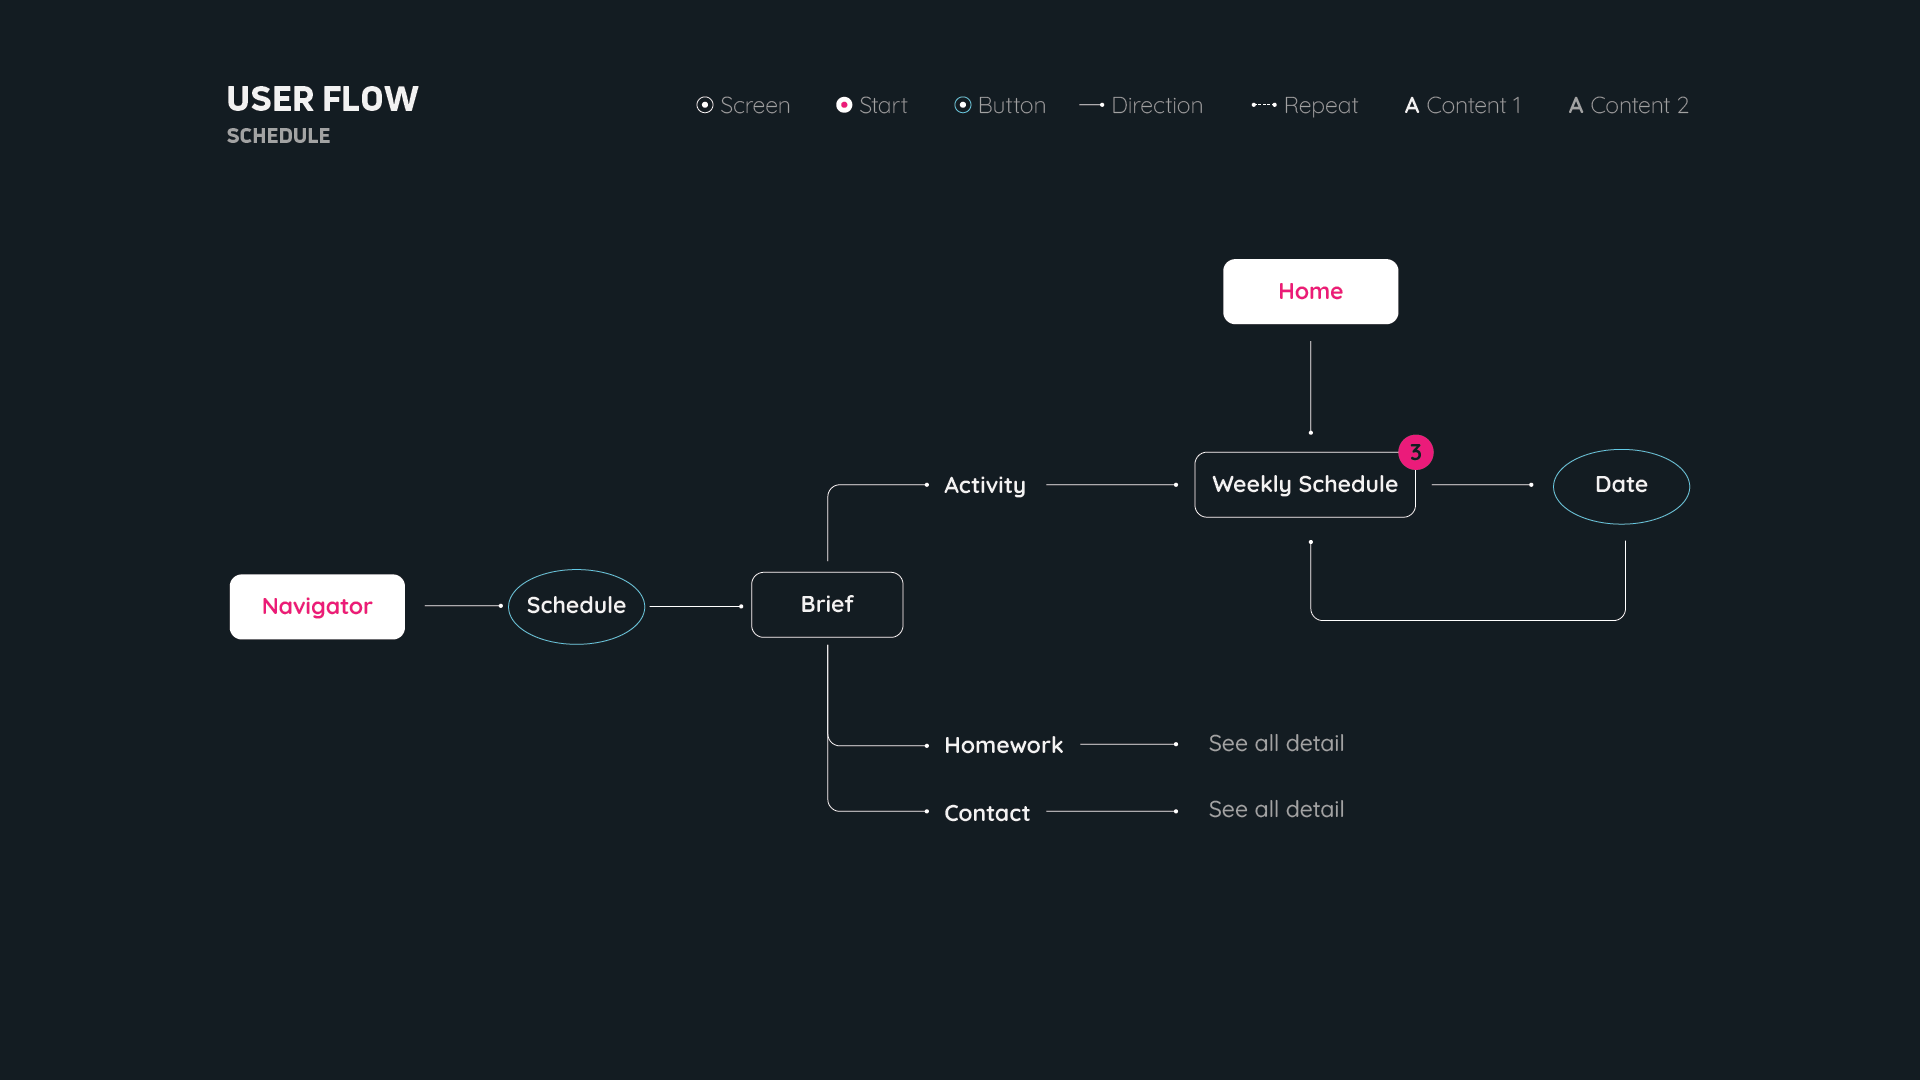 USER FLOW
SCHEDULE
Screen
Start
Button
Direction
Repeat
A Content 1
A Content 2
Home
3
Activity
Weekly Schedule
Date
Navigator
Schedule
Brief
Homework
See all detail
Contact
See all detail